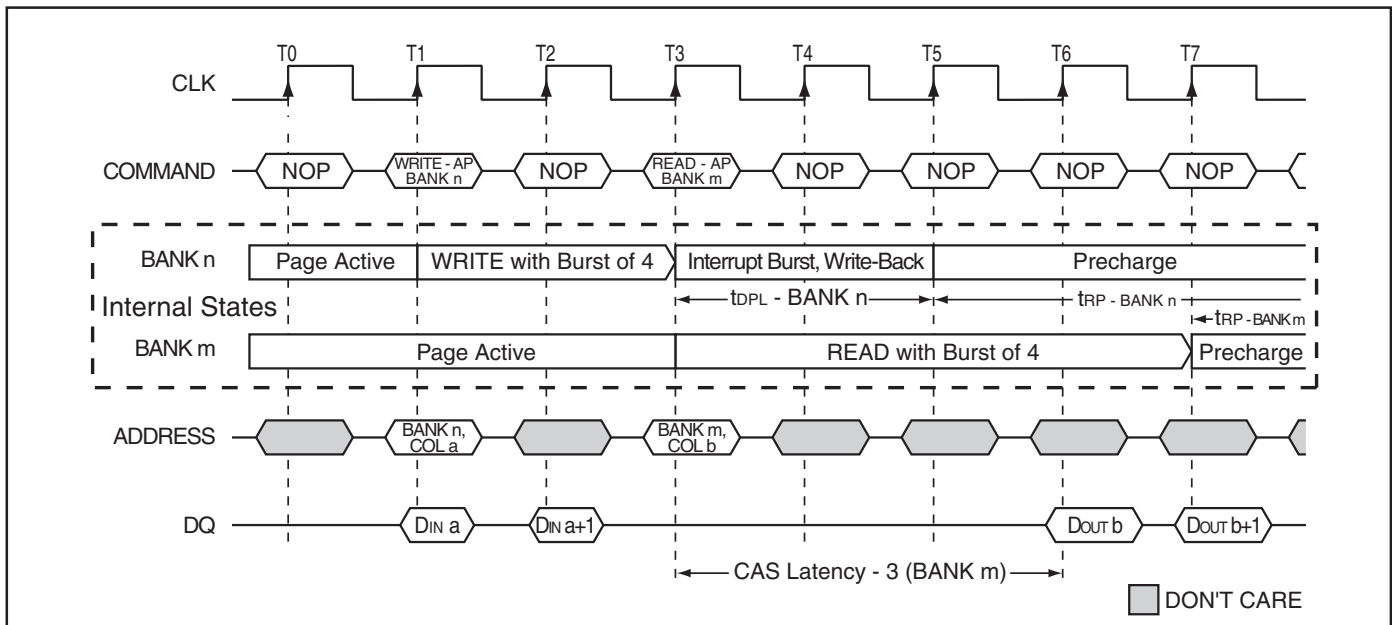 T0 T1 T2 T3 T4 T5 T6 T7
CLK
COMMAND NOP WRITE - AP BANK n NOP READ - AP BANK m NOP NOP NOP NOP
BANK n Page Active WRITE with Burst of 4 Interrupt Burst, Write-Back Precharge
Internal States tDPL - BANK n tRP - BANK n
tRP - BANK m
BANK m Page Active READ with Burst of 4 Precharge
ADDRESS BANK n, COL a BANK m, COL b
DQ DIN a DIN a+1 DOUT b DOUT b+1
CAS Latency - 3 (BANK m)
DON'T CARE